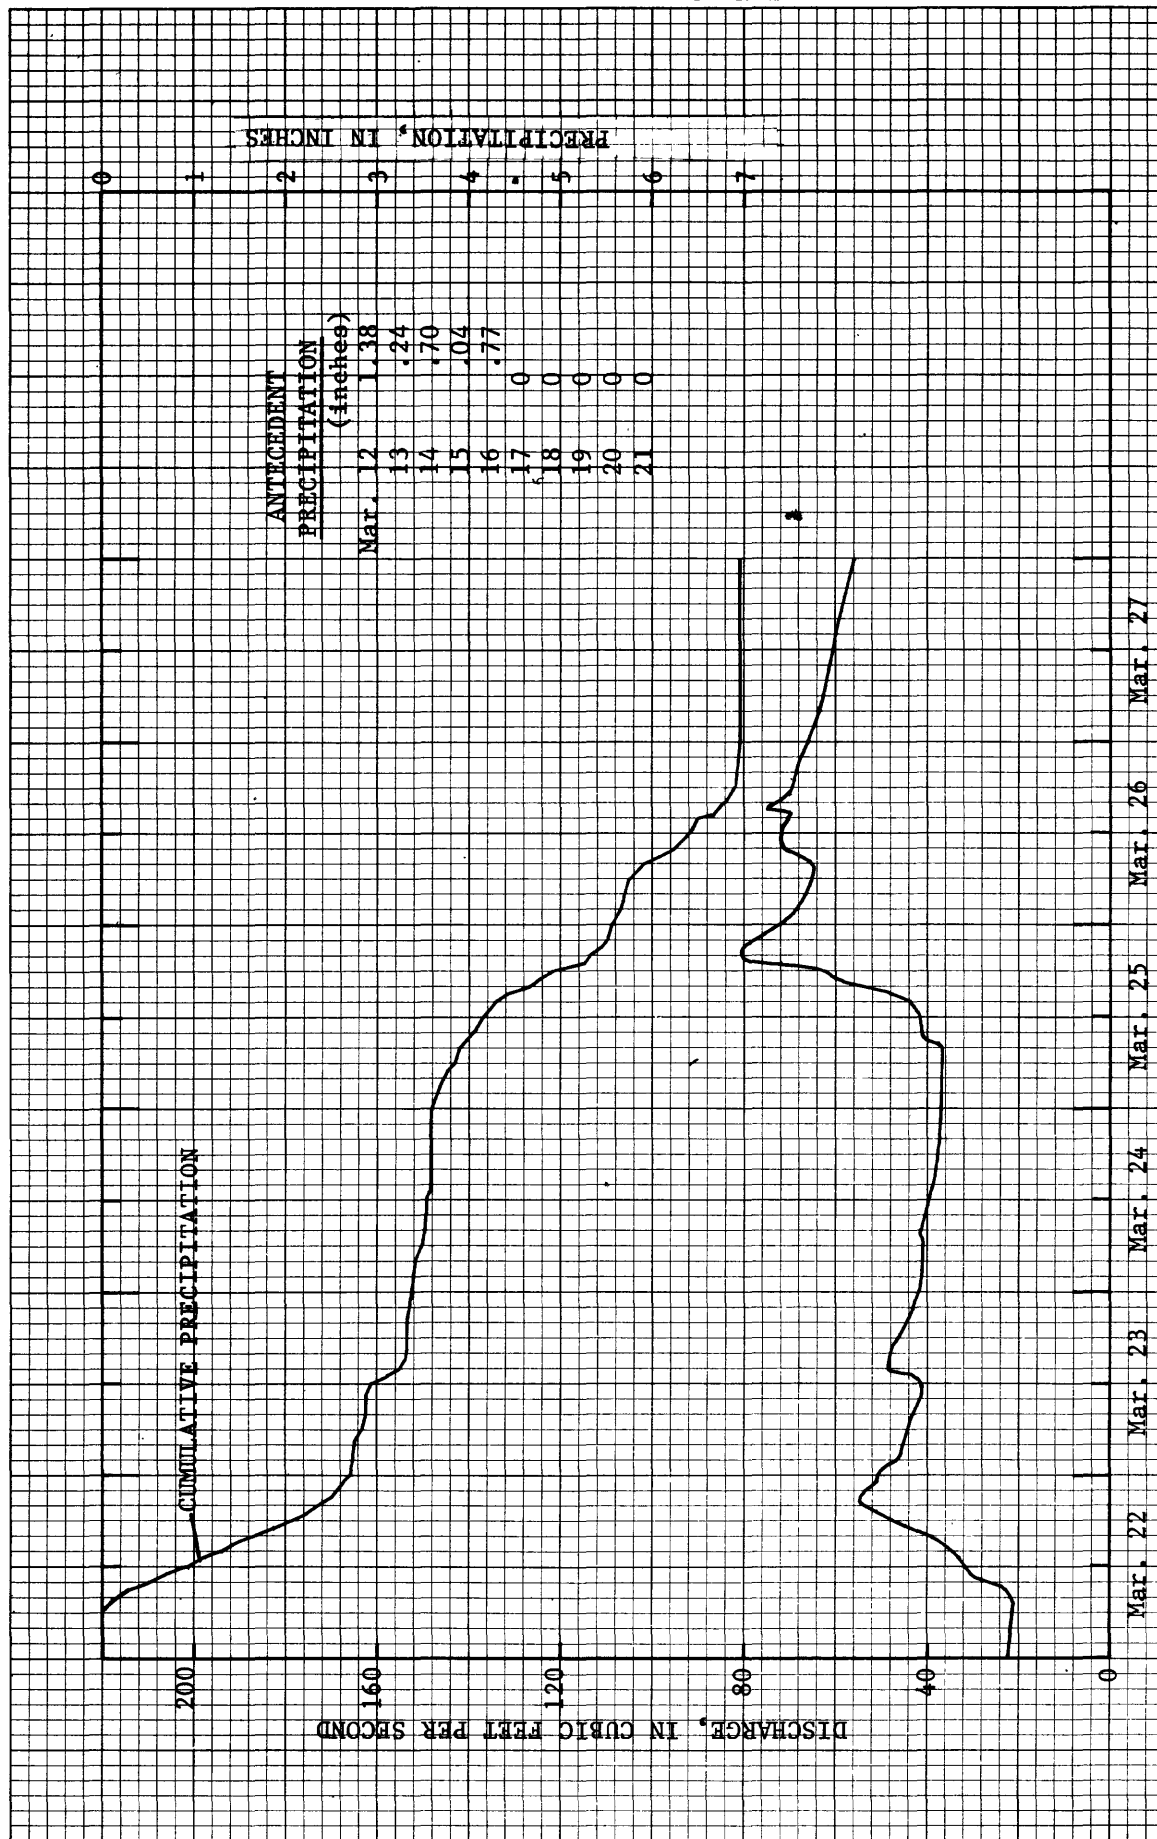 CUMULATIVE PRECIPITATION
ANTECEDENT
PRECIPITATION
(inches)
Mar. 12 1.38
13 .24
14 .70
15 .04
16 .77
17 0
18 0
19 0
20 0
21 0
DISCHARGE, IN CUBIC FEET PER SECOND
200
160
120
80
40
0
PRECIPITATION, IN INCHES
0
1
2
3
4
5
6
7
Mar. 22
Mar. 23
Mar. 24
Mar. 25
Mar. 26
Mar. 27